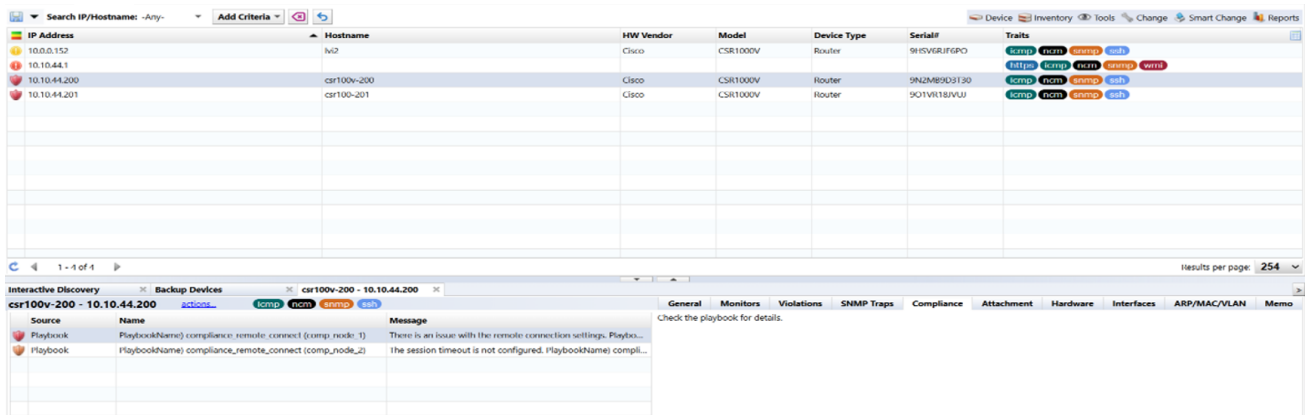 Search IP/Hostname: -Any- Add Criteria Device Inventory Tools Change Smart Change Reports
IP Address Hostname HW Vendor Model Device Type Serial# Traits
10.0.0.152 lvi2 Cisco CSR1000V Router 9HSV6RJF6PO icmp ncm snmp ssh
10.10.44.1 https icmp ncm snmp wmi
10.10.44.200 csr100v-200 Cisco CSR1000V Router 9N2MB9D3T30 icmp ncm snmp ssh
10.10.44.201 csr100-201 Cisco CSR1000V Router 9O1VR18JVUJ icmp ncm snmp ssh
1 - 4 of 4 Results per page: 254
Interactive Discovery Backup Devices csr100v-200 - 10.10.44.200
csr100v-200 - 10.10.44.200 actions... icmp ncm snmp ssh General Monitors Violations SNMP Traps Compliance Attachment Hardware Interfaces ARP/MAC/VLAN Memo
Source Name Message Check the playbook for details.
Playbook PlaybookName) compliance_remote_connect (comp_node_1) There is an issue with the remote connection settings. Playbo...
Playbook PlaybookName) compliance_remote_connect (comp_node_2) The session timeout is not configured. PlaybookName) compli...